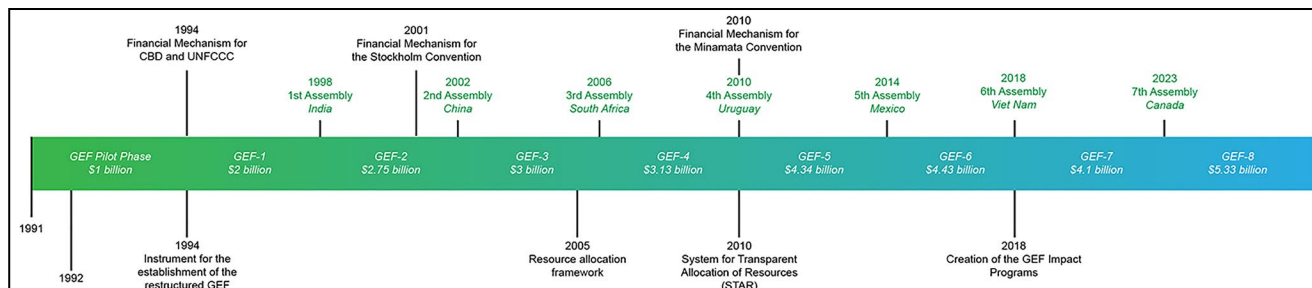 1994
Financial Mechanism for
CBD and UNFCCC
2001
Financial Mechanism for
the Stockholm Convention
2010
Financial Mechanism for
the Minamata Convention
1998
1st Assembly
India
2002
2nd Assembly
China
2006
3rd Assembly
South Africa
2010
4th Assembly
Uruguay
2014
5th Assembly
Mexico
2018
6th Assembly
Viet Nam
2023
7th Assembly
Canada
GEF Pilot Phase
$1 billion
GEF-1
$2 billion
GEF-2
$2.75 billion
GEF-3
$3 billion
GEF-4
$3.13 billion
GEF-5
$4.34 billion
GEF-6
$4.43 billion
GEF-7
$4.1 billion
GEF-8
$5.33 billion
1991
1992
1994
Instrument for the
establishment of the
restructured GEF
2005
Resource allocation
framework
2010
System for Transparent
Allocation of Resources
(STAR)
2018
Creation of the GEF Impact
Programs